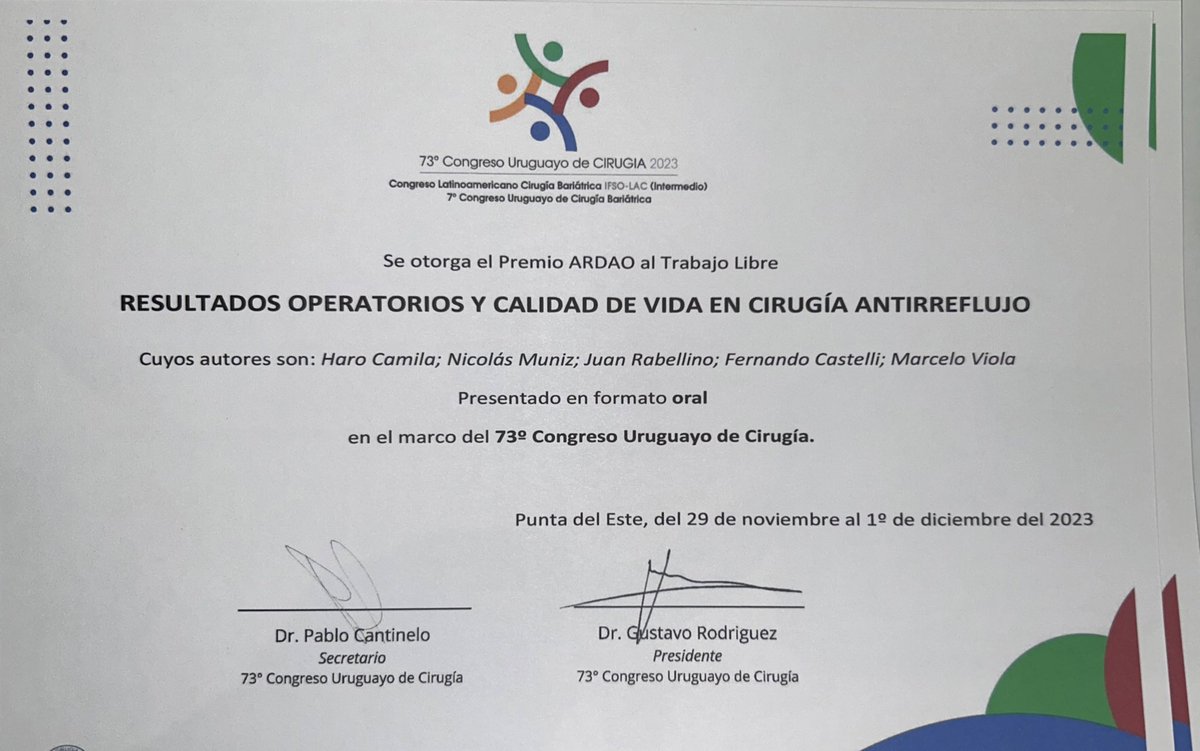 73º Congreso Uruguayo de CIRUGIA 2023
Congreso Latinoamericano Cirugía Bariátrica IFSO-LAC (Intermedio)
7º Congreso Uruguayo de Cirugía Bariátrica
Se otorga el Premio ARDAO al Trabajo Libre
RESULTADOS OPERATORIOS Y CALIDAD DE VIDA EN CIRUGÍA ANTIRREFLUJO
Cuyos autores son: Haro Camila; Nicolás Muniz; Juan Rabellino; Fernando Castelli; Marcelo Viola
Presentado en formato oral
en el marco del 73º Congreso Uruguayo de Cirugía.
Punta del Este, del 29 de noviembre al 1º de diciembre del 2023
Dr. Pablo Cantinelo
Secretario
73° Congreso Uruguayo de Cirugía
Dr. Gustavo Rodriguez
Presidente
73° Congreso Uruguayo de Cirugía